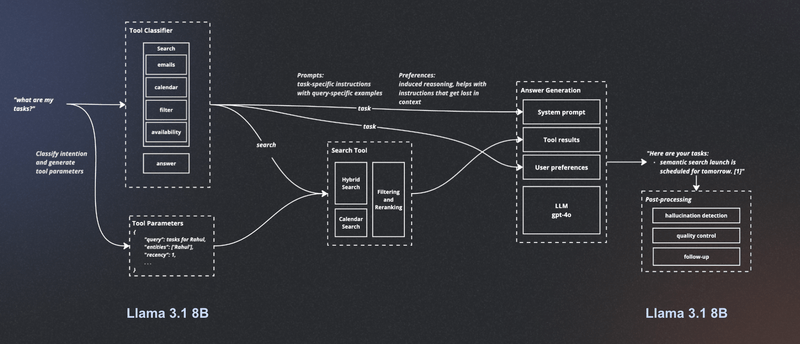 "what are my
tasks?"
Classify intention
and generate
tool parameters
Tool Classifier
Search
emails
calendar
filter
availability
answer
Tool Parameters
{
"query": tasks for Rahul,
"entities": ['Rahul'],
"recency": 1,
...
}
Llama 3.1 8B
Prompts:
task-specific instructions
with query-specific examples
Preferences:
induced reasoning, helps with
instructions that get lost in
context
task
task
search
Search Tool
Hybrid
Search
Calendar
Search
Filtering
and
Reranking
Answer Generation
System prompt
Tool results
User preferences
LLM
gpt-4o
"Here are your tasks:
· semantic search launch is
scheduled for tomorrow. [1]"
Post-processing
hallucination detection
quality control
follow-up
Llama 3.1 8B